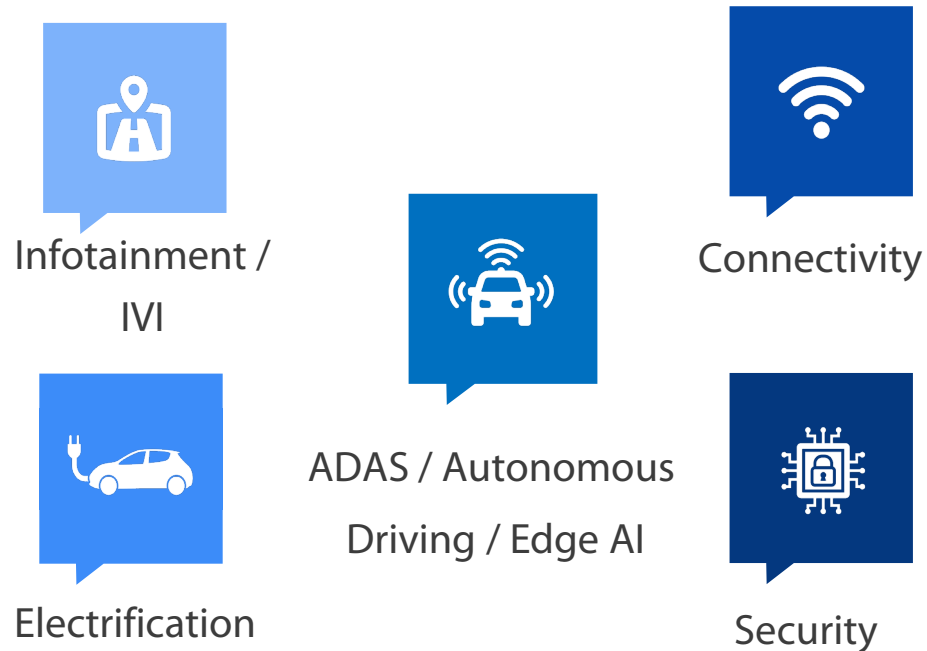 Infotainment /
IVI
Connectivity
ADAS / Autonomous
Driving / Edge AI
Electrification
Security